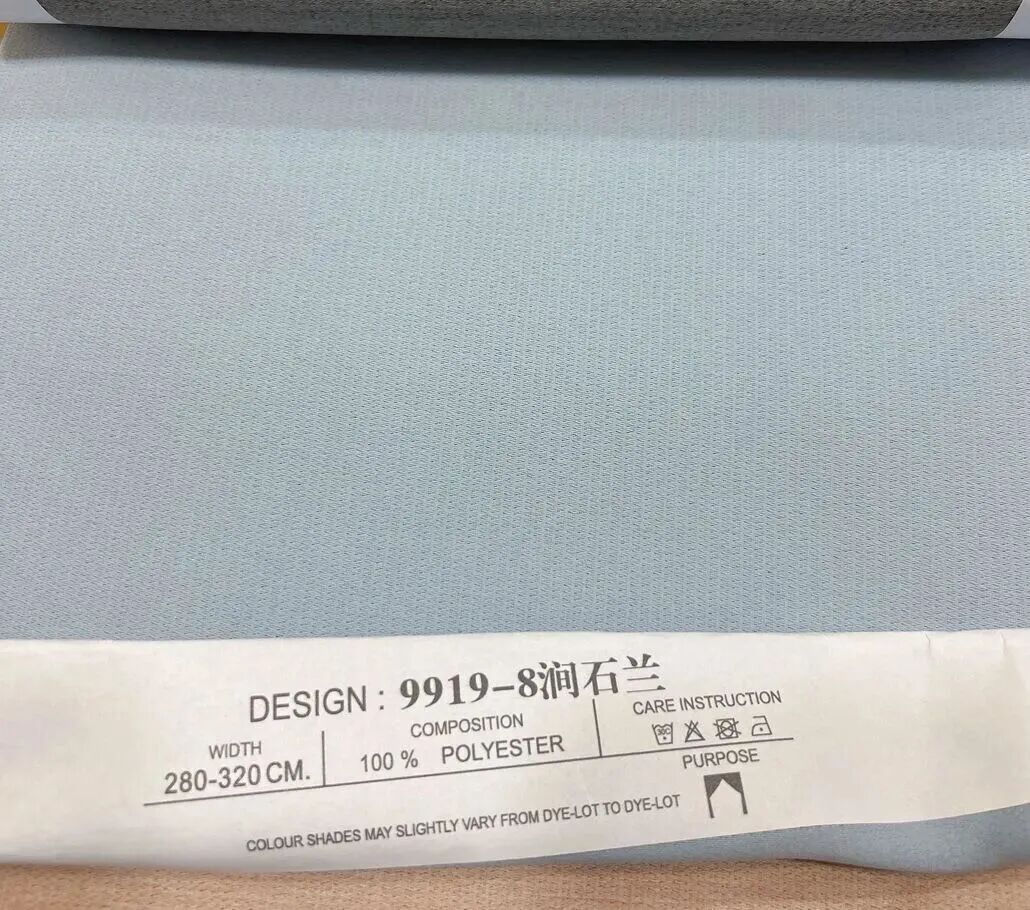 DESIGN : 9919-8涧石兰
WIDTH
280-320 CM.
COMPOSITION
100 % POLYESTER
CARE INSTRUCTION
PURPOSE
COLOUR SHADES MAY SLIGHTLY VARY FROM DYE-LOT TO DYE-LOT